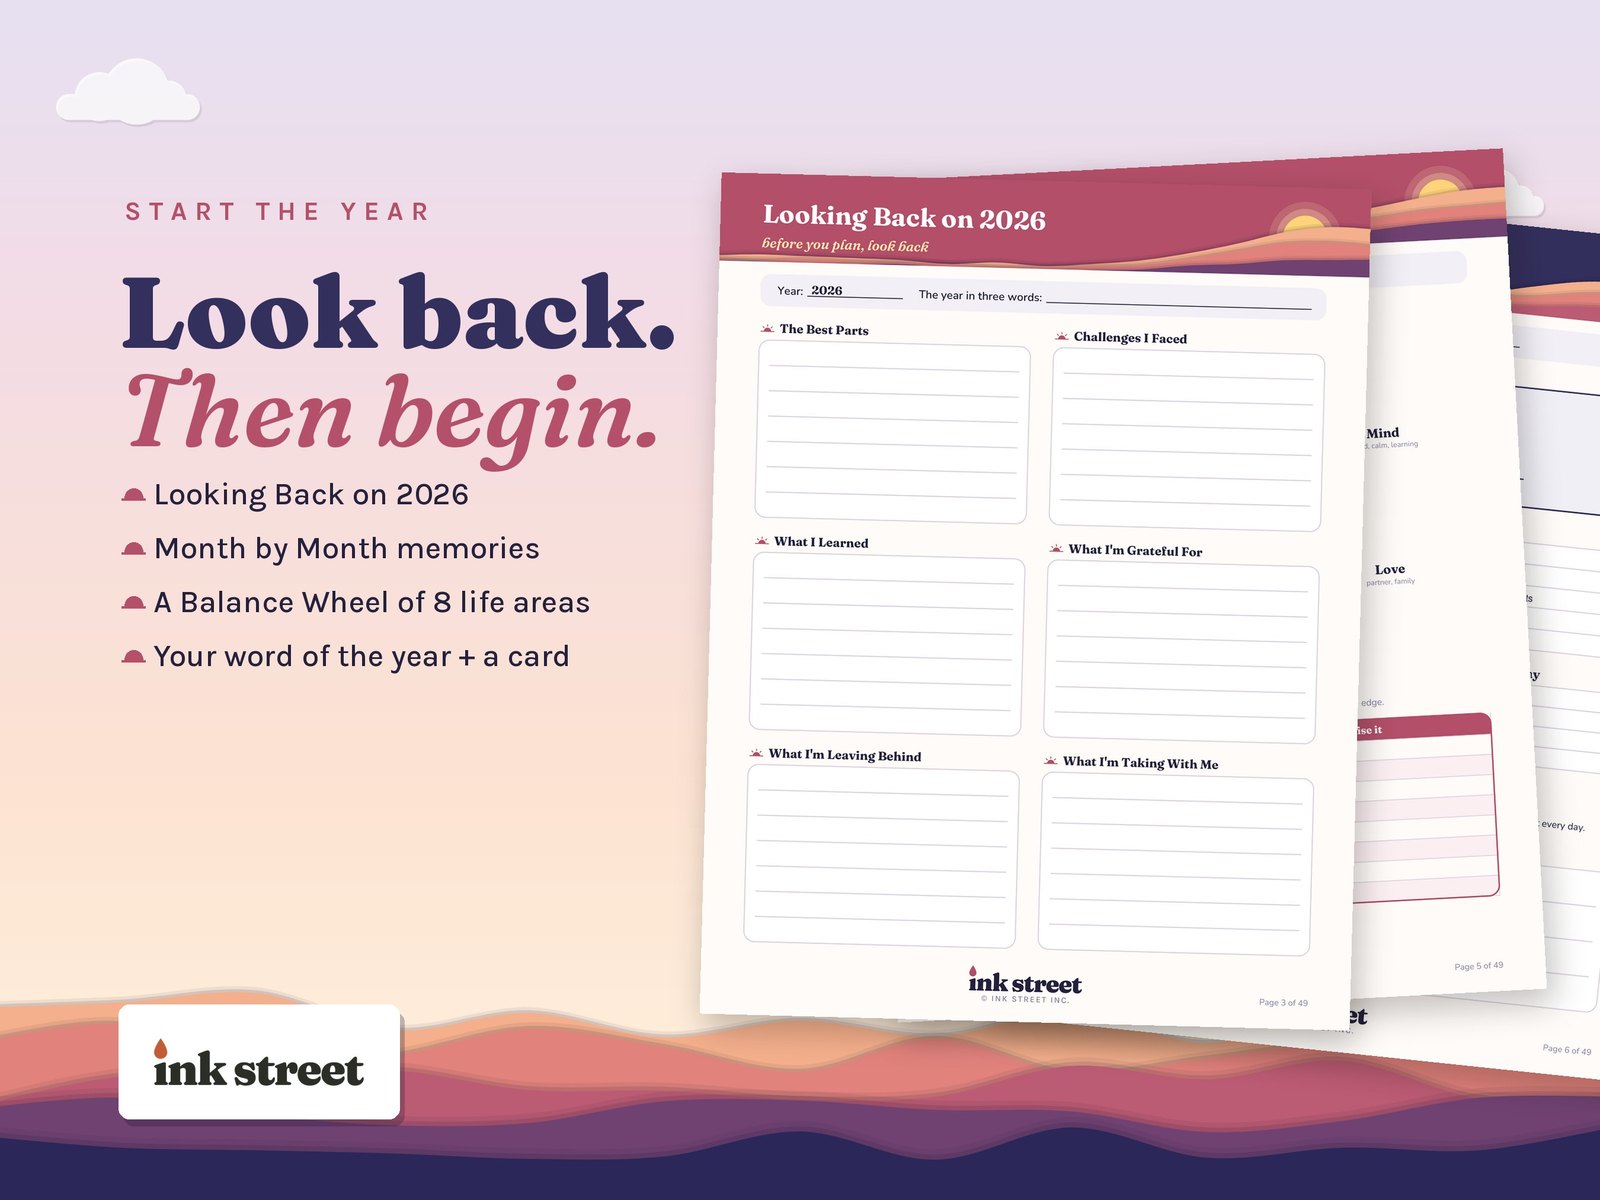 START THE YEAR
Look back.
Then begin.
Looking Back on 2026
Month by Month memories
A Balance Wheel of 8 life areas
Your word of the year + a card
ink street
Looking Back on 2026
before you plan, look back
Year: 2026 The year in three words:
The Best Parts
Challenges I Faced
What I Learned
What I'm Grateful For
What I'm Leaving Behind
What I'm Taking With Me
ink street
© INK STREET INC.
Page 3 of 49
Mind
calm, learning
Love
partner, family
edge.
it
Page 5 of 49
every day.
Page 6 of 49